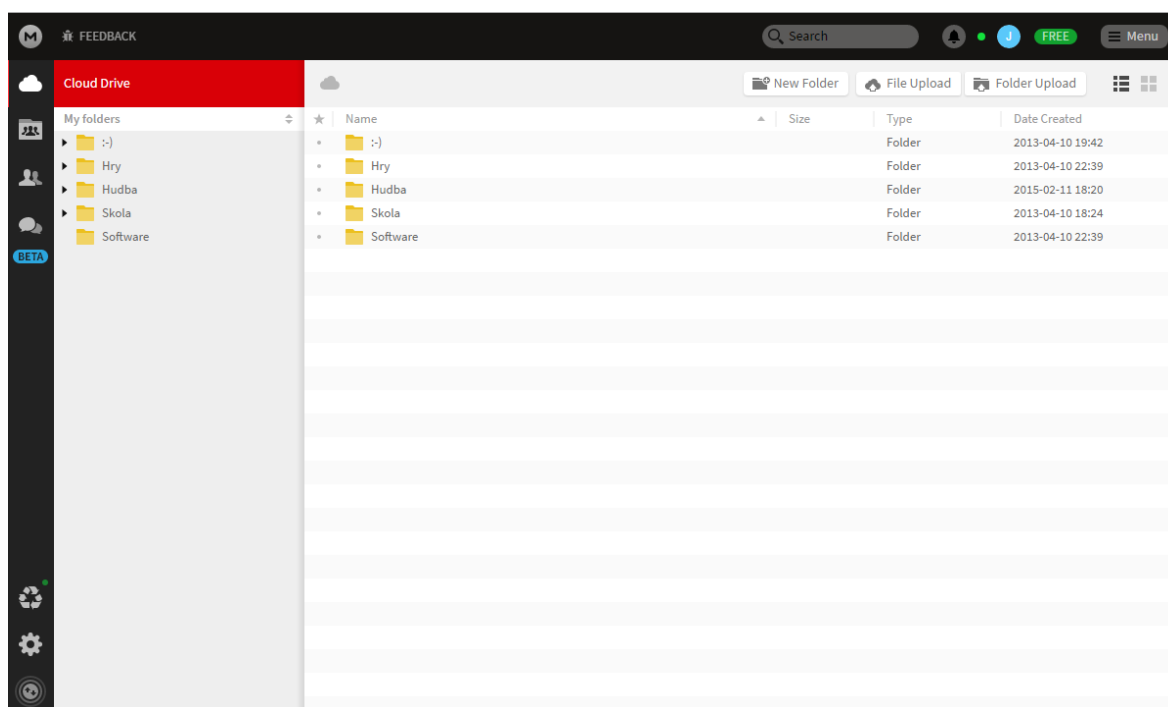 M FEEDBACK Search J FREE Menu
Cloud Drive New Folder File Upload Folder Upload
My folders Name Size Type Date Created
:-) :-) Folder 2013-04-10 19:42
Hry Hry Folder 2013-04-10 22:39
Hudba Hudba Folder 2015-02-11 18:20
Skola Skola Folder 2013-04-10 18:24
Software Software Folder 2013-04-10 22:39
BETA